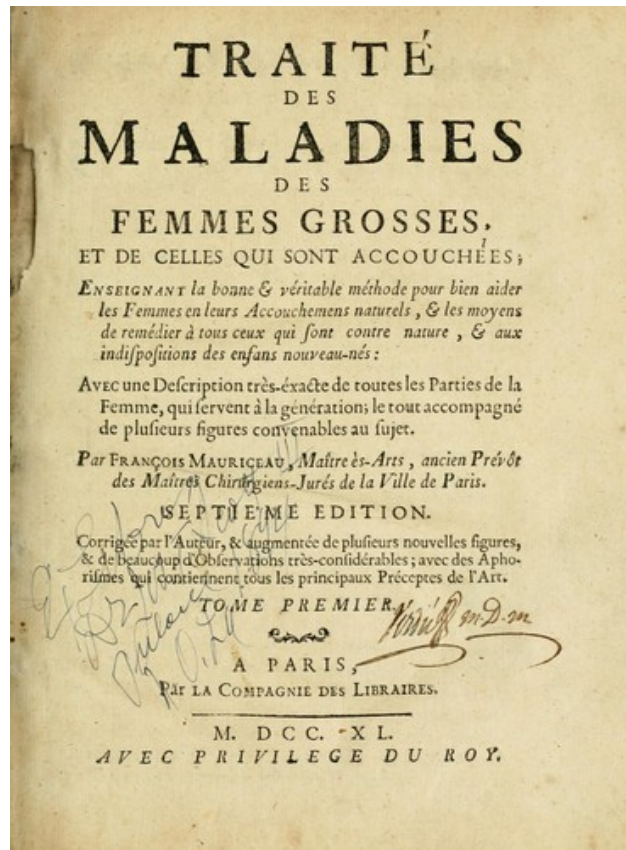 TRAITÉ
DES
MALADIES
DES
FEMMES GROSSES,
ET DE CELLES QUI SONT ACCOUCHÉES;
ENSEIGNANT la bonne & véritable méthode pour bien aider
les Femmes en leurs Accouchemens naturels, & les moyens
de remédier à tous ceux qui ſont contre nature, & aux
indiſpoſitions des enfans nouveau-nés:
AVEC une Deſcription très-éxacte de toutes les Parties de la
Femme, qui ſervent à la génération; le tout accompagné
de pluſieurs figures convenables au ſujet.
Par FRANÇOIS MAURICEAU, Maître ès-Arts, ancien Prévôt
des Maîtres Chirurgiens-Jurés de la Ville de Paris.
SEPTIEME EDITION.
Corrigée par l'Auteur, & augmentée de pluſieurs nouvelles figures,
& de beaucoup d'Obſervations très-conſidérables; avec des Apho-
riſmes qui contiennent tous les principaux Préceptes de l'Art.
TOME PREMIER.
m.D.m
A PARIS,
Par LA COMPAGNIE DES LIBRAIRES.
M. DCC. XL.
AVEC PRIVILEGE DU ROY.